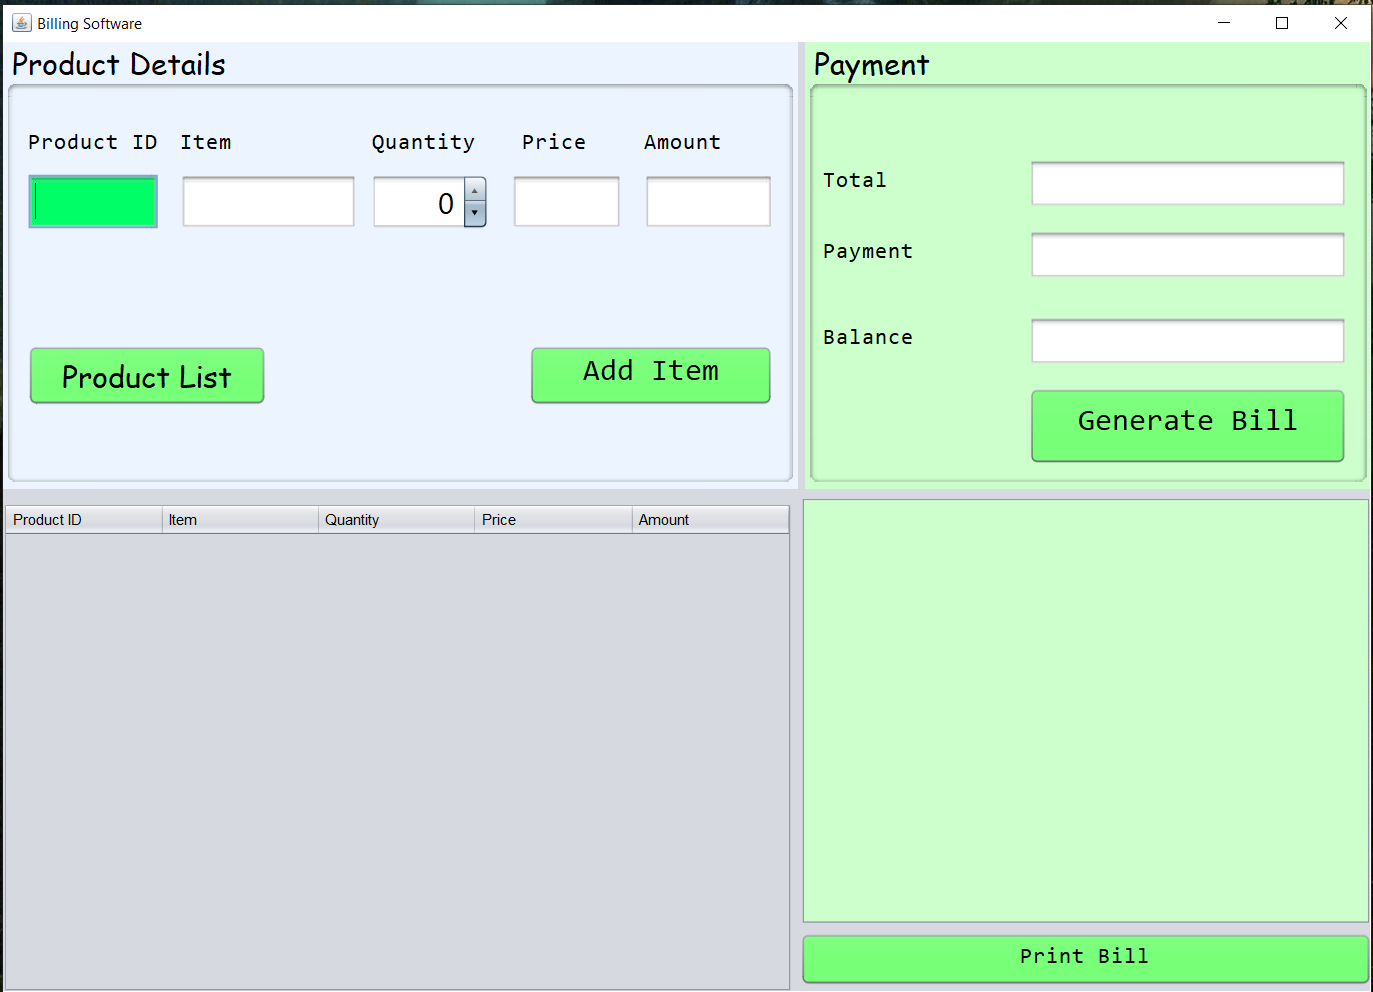 Billing Software
Product Details
Product ID Item Quantity Price Amount
0
Product List
Add Item
Payment
Total
Payment
Balance
Generate Bill
Product ID Item Quantity Price Amount
Print Bill